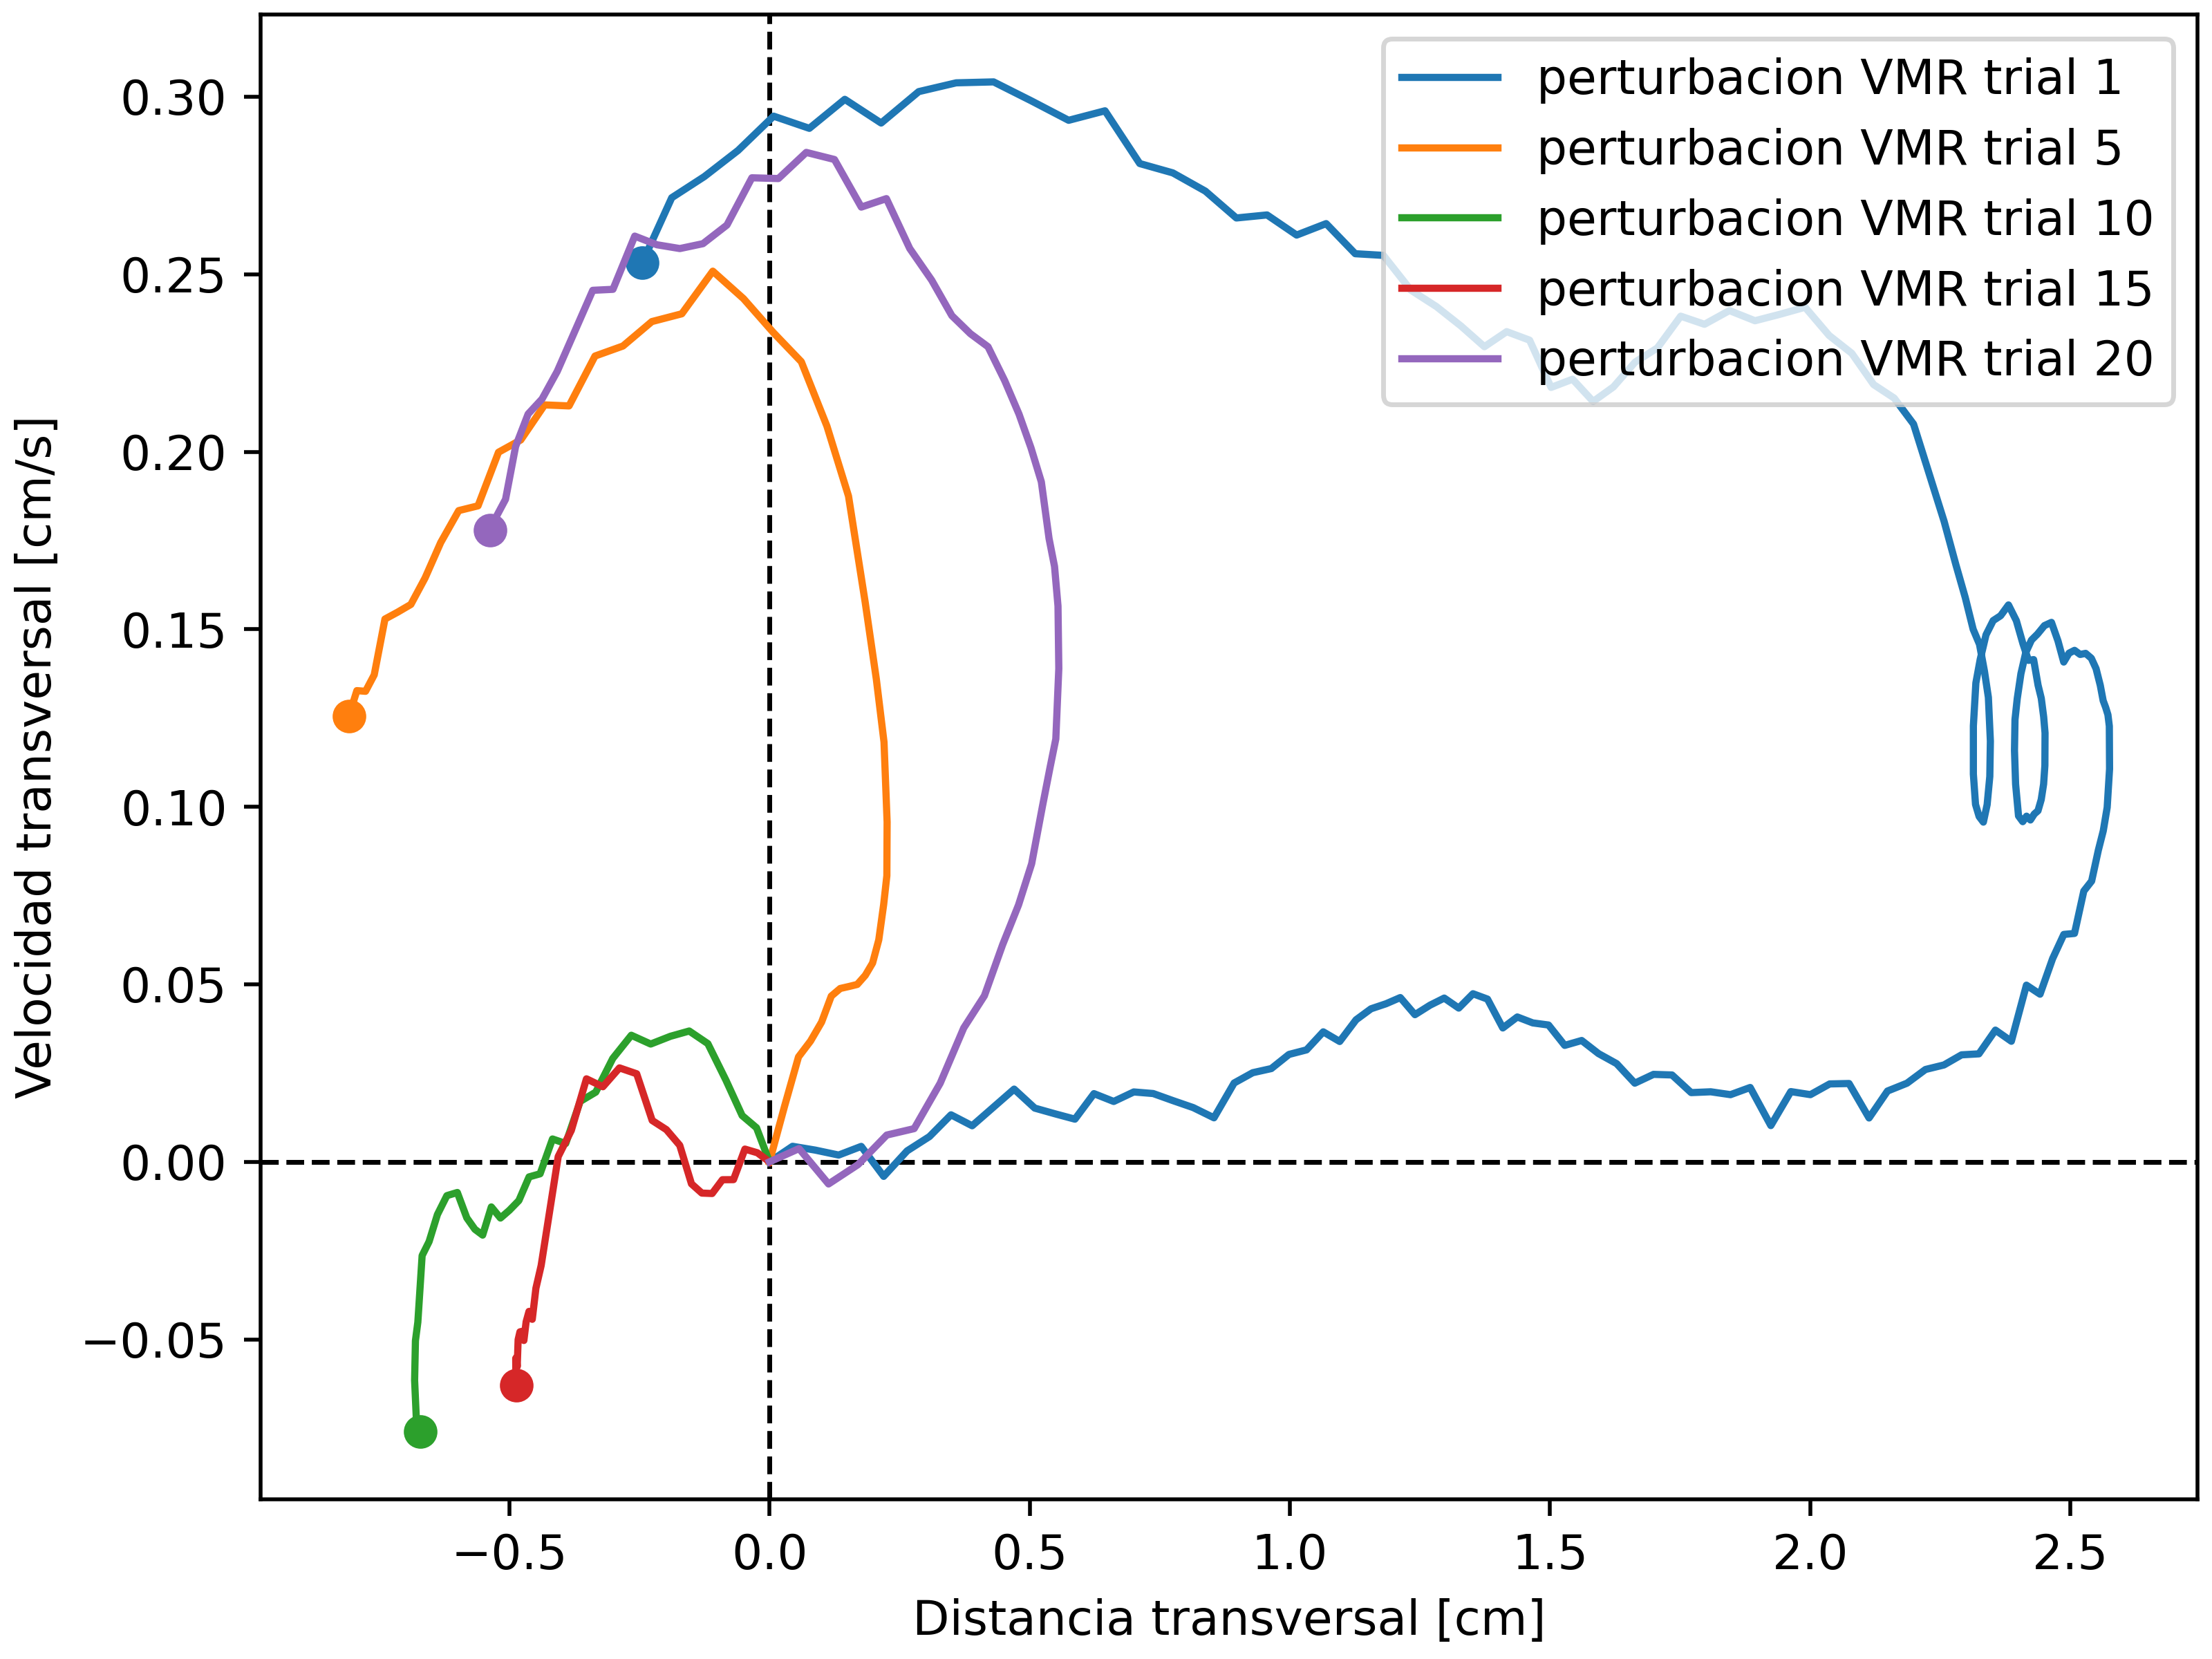 perturbacion VMR trial 1
perturbacion VMR trial 5
perturbacion VMR trial 10
perturbacion VMR trial 15
perturbacion VMR trial 20
0.30
0.25
0.20
0.15
0.10
0.05
0.00
−0.05
Velocidad transversal [cm/s]
−0.5 0.0 0.5 1.0 1.5 2.0 2.5
Distancia transversal [cm]